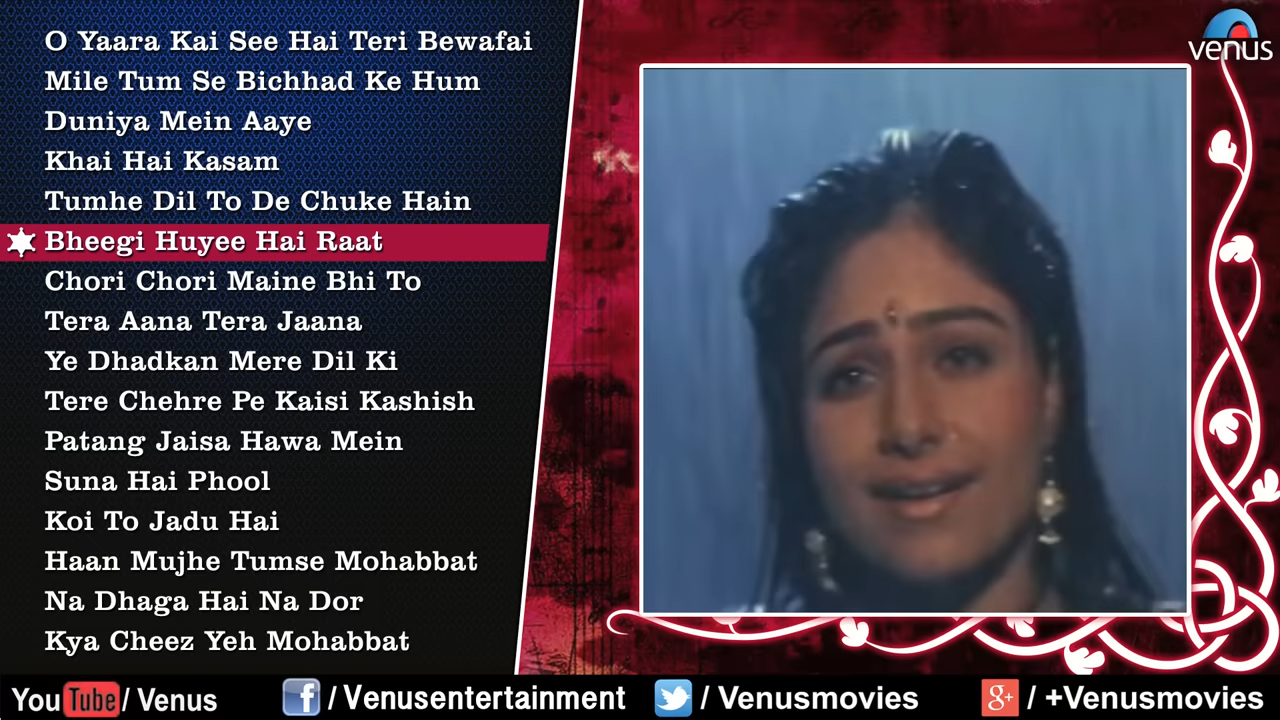 O Yaara Kai See Hai Teri Bewafai
Mile Tum Se Bichhad Ke Hum
Duniya Mein Aaye
Khai Hai Kasam
Tumhe Dil To De Chuke Hain
Bheegi Huyee Hai Raat
Chori Chori Maine Bhi To
Tera Aana Tera Jaana
Ye Dhadkan Mere Dil Ki
Tere Chehre Pe Kaisi Kashish
Patang Jaisa Hawa Mein
Suna Hai Phool
Koi To Jadu Hai
Haan Mujhe Tumse Mohabbat
Na Dhaga Hai Na Dor
Kya Cheez Yeh Mohabbat
venus
YouTube / Venus
f / Venusentertainment
/ Venusmovies
g+ / +Venusmovies